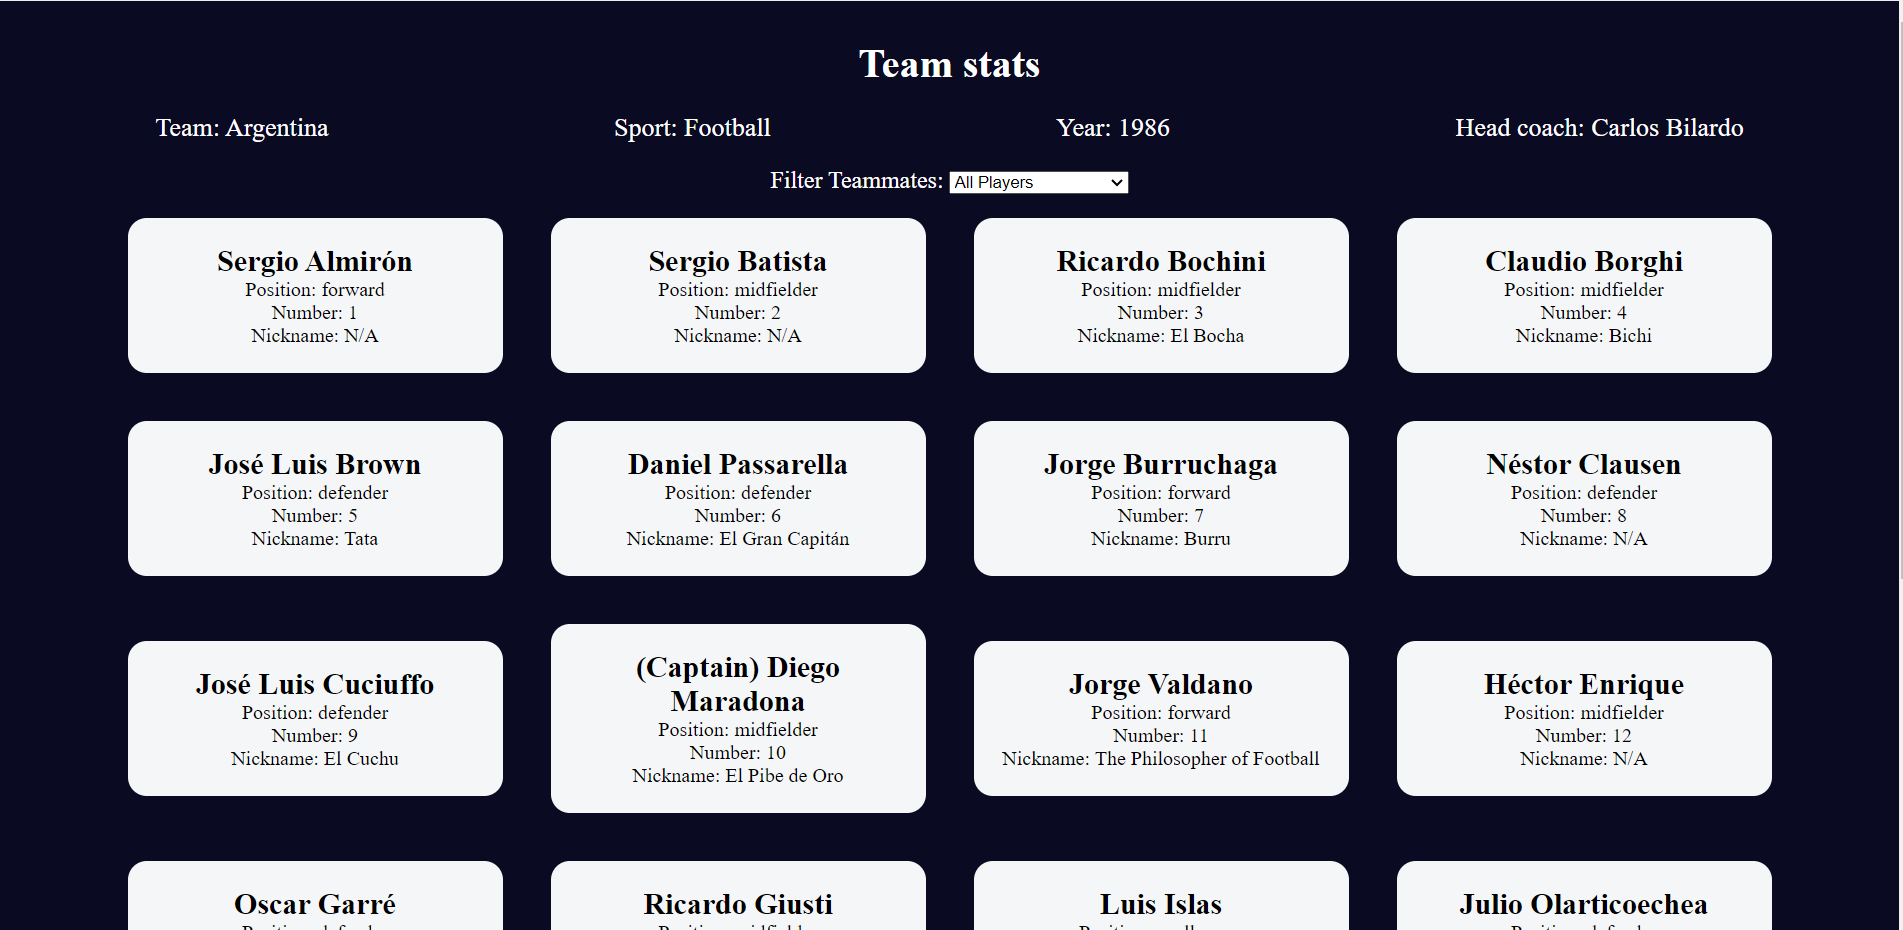 Team stats
Team: Argentina
Sport: Football
Year: 1986
Head coach: Carlos Bilardo
Filter Teammates: All Players
Sergio Almirón
Position: forward
Number: 1
Nickname: N/A
Sergio Batista
Position: midfielder
Number: 2
Nickname: N/A
Ricardo Bochini
Position: midfielder
Number: 3
Nickname: El Bocha
Claudio Borghi
Position: midfielder
Number: 4
Nickname: Bichi
José Luis Brown
Position: defender
Number: 5
Nickname: Tata
Daniel Passarella
Position: defender
Number: 6
Nickname: El Gran Capitán
Jorge Burruchaga
Position: forward
Number: 7
Nickname: Burru
Néstor Clausen
Position: defender
Number: 8
Nickname: N/A
José Luis Cuciuffo
Position: defender
Number: 9
Nickname: El Cuchu
(Captain) Diego
Maradona
Position: midfielder
Number: 10
Nickname: El Pibe de Oro
Jorge Valdano
Position: forward
Number: 11
Nickname: The Philosopher of Football
Héctor Enrique
Position: midfielder
Number: 12
Nickname: N/A
Oscar Garré
Ricardo Giusti
Luis Islas
Julio Olarticoechea